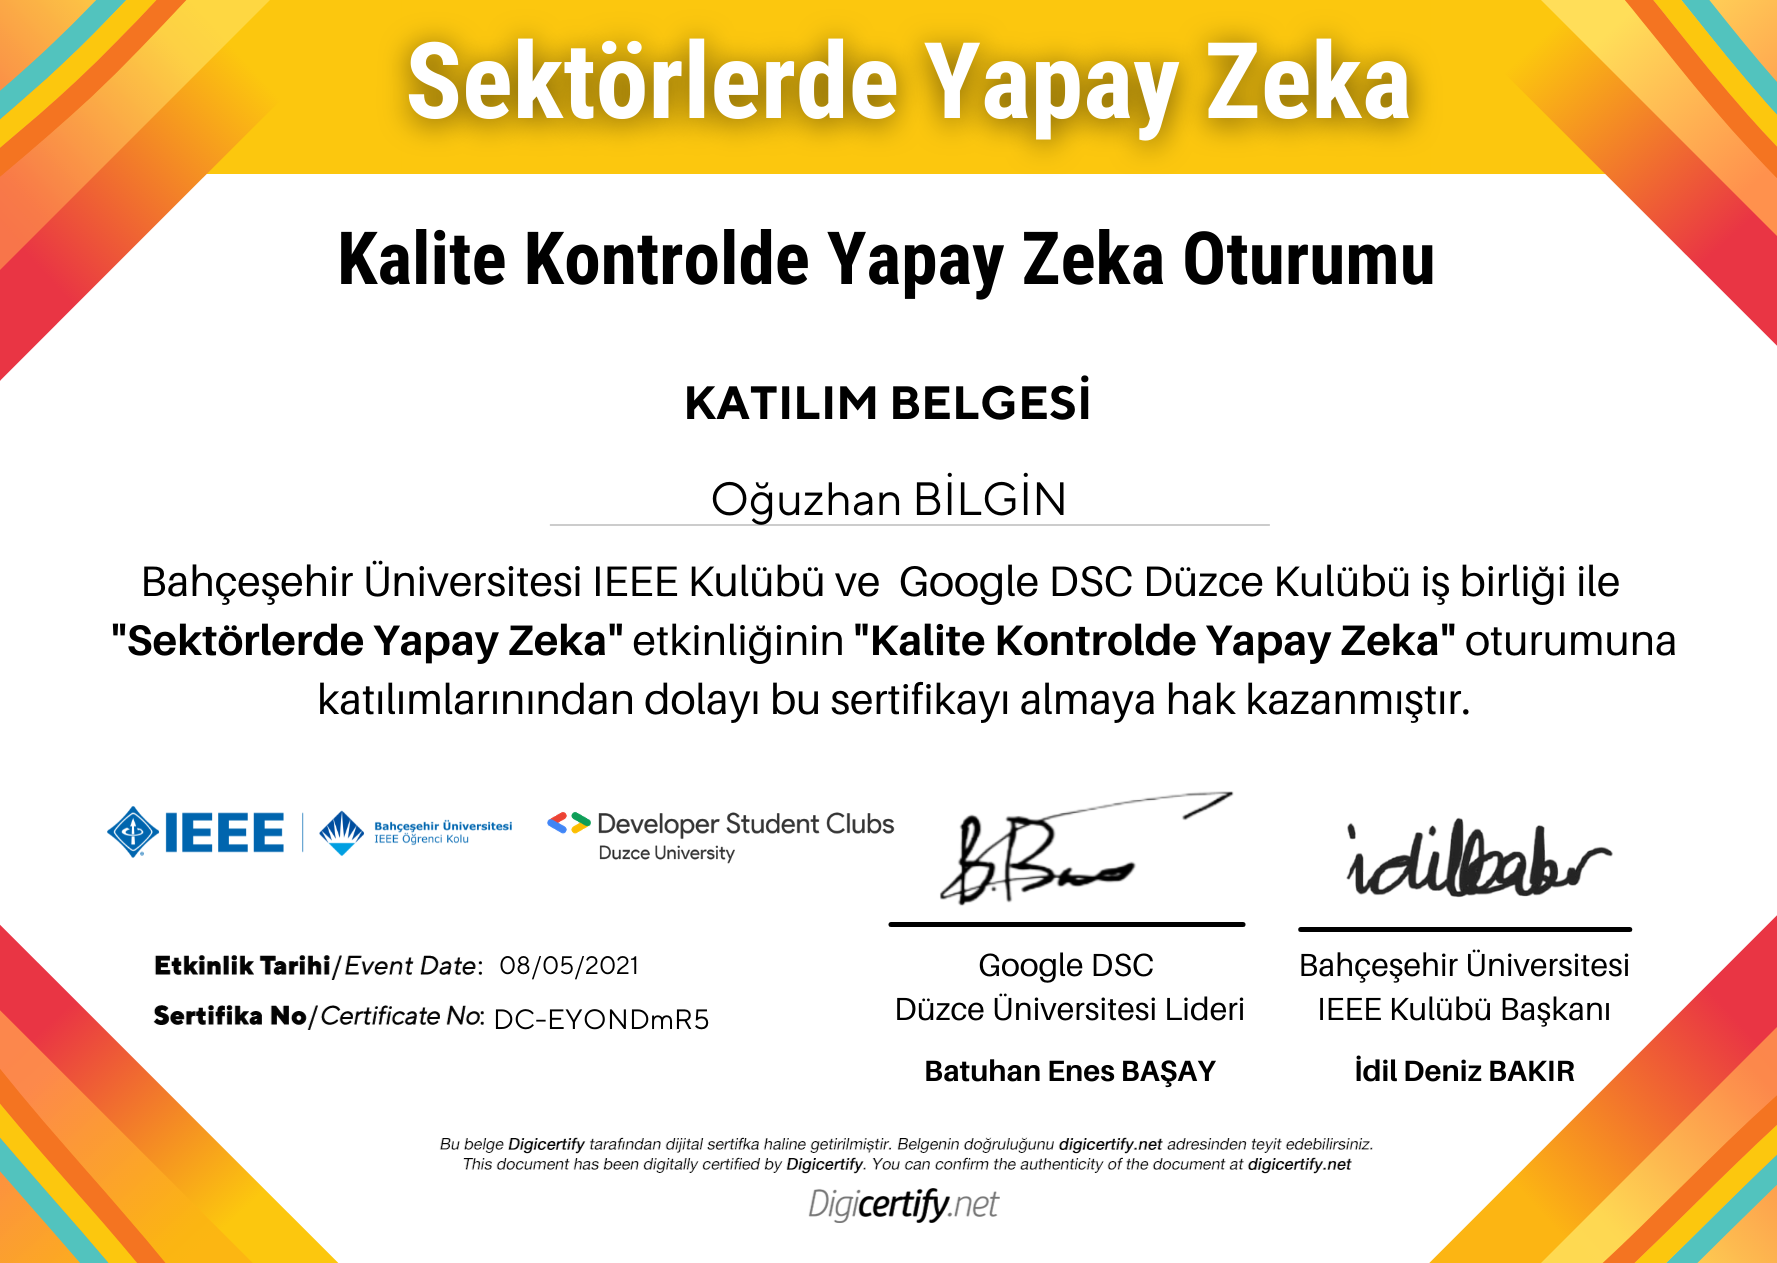 Sektörlerde Yapay Zeka
Kalite Kontrolde Yapay Zeka Oturumu
KATILIM BELGESİ
Oğuzhan BİLGİN
Bahçeşehir Üniversitesi IEEE Kulübü ve Google DSC Düzce Kulübü iş birliği ile
"Sektörlerde Yapay Zeka" etkinliğinin "Kalite Kontrolde Yapay Zeka" oturumuna
katılımlarınından dolayı bu sertifikayı almaya hak kazanmıştır.
IEEE
Bahçeşehir Üniversitesi
IEEE Öğrenci Kolu
Developer Student Clubs
Duzce University
B.B
idilbakır
Etkinlik Tarihi/Event Date: 08/05/2021
Sertifika No/Certificate No: DC-EYONDmR5
Google DSC
Düzce Üniversitesi Lideri
Batuhan Enes BAŞAY
Bahçeşehir Üniversitesi
IEEE Kulübü Başkanı
İdil Deniz BAKIR
Bu belge Digicertify tarafından dijital sertifka haline getirilmiştir. Belgenin doğruluğunu digicertify.net adresinden teyit edebilirsiniz.
This document has been digitally certified by Digicertify. You can confirm the authenticity of the document at digicertify.net
Digicertify.net